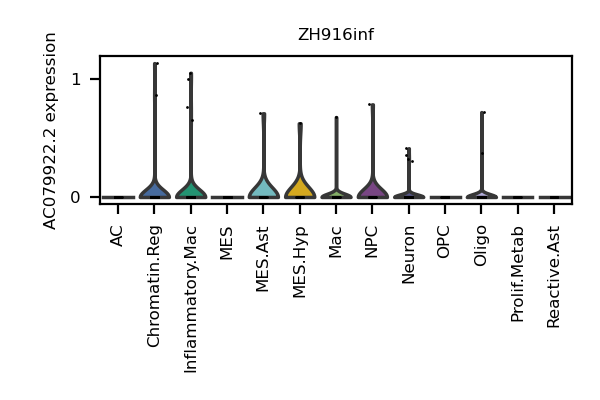 ZH916inf
AC079922.2 expression
1
0
AC
Chromatin.Reg
Inflammatory.Mac
MES
MES.Ast
MES.Hyp
Mac
NPC
Neuron
OPC
Oligo
Prolif.Metab
Reactive.Ast